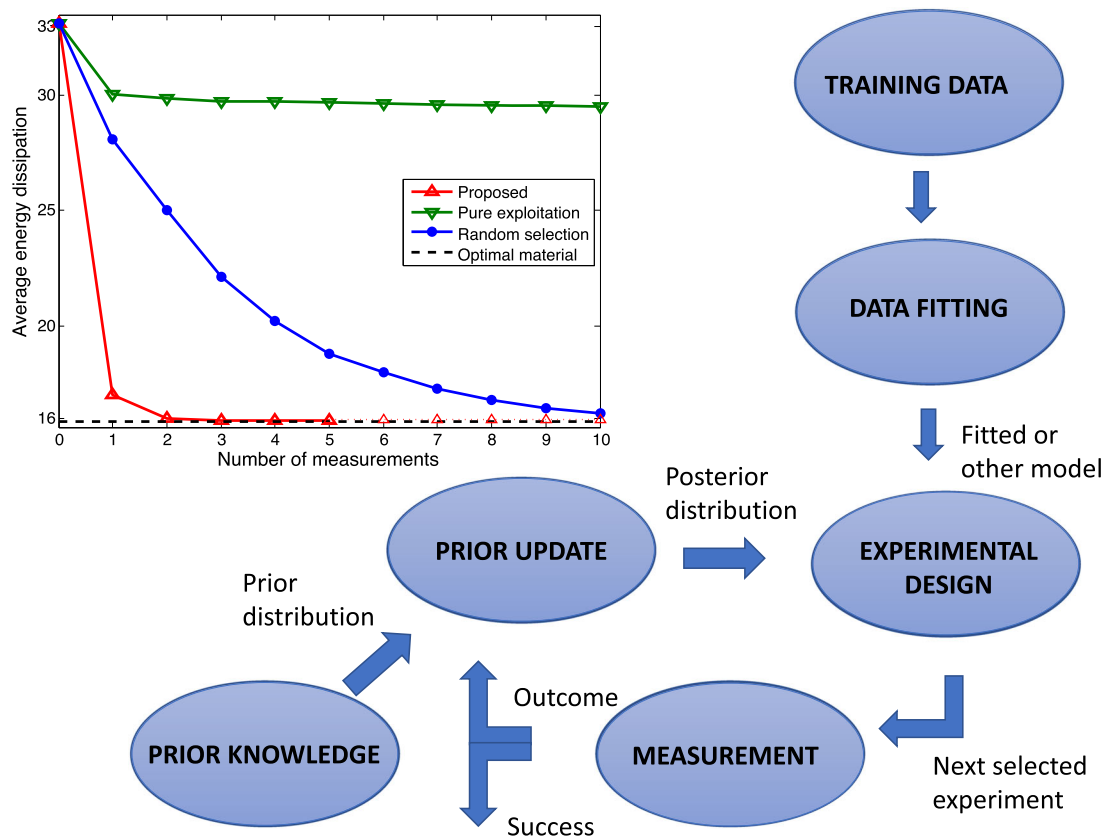 33
30
25
20
16
Average energy dissipation
0 1 2 3 4 5 6 7 8 9 10
Number of measurements
Proposed
Pure exploitation
Random selection
Optimal material
TRAINING DATA
DATA FITTING
Fitted or
other model
Posterior
distribution
PRIOR UPDATE
EXPERIMENTAL
DESIGN
Prior
distribution
Outcome
PRIOR KNOWLEDGE
MEASUREMENT
Next selected
experiment
Success